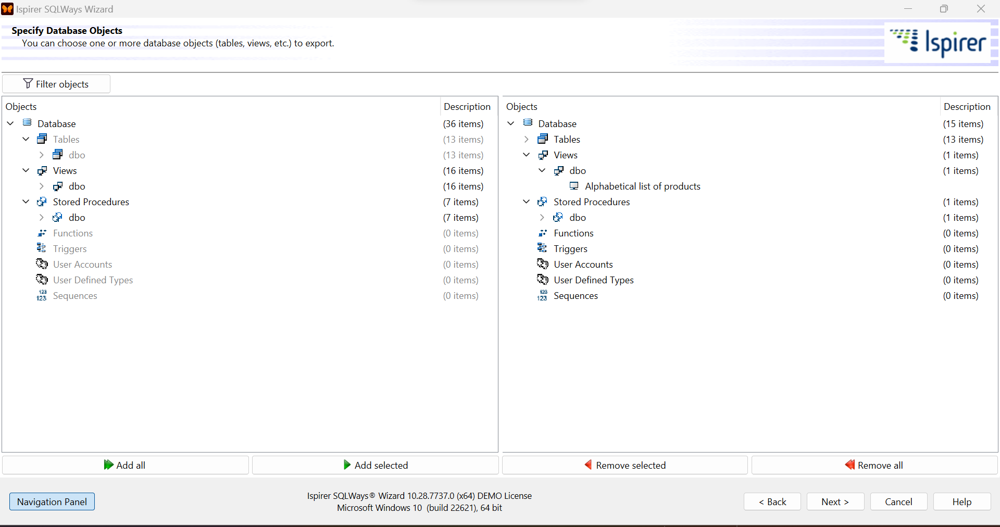 Ispirer SQLWays Wizard
Specify Database Objects
You can choose one or more database objects (tables, views, etc.) to export.
Ispirer
Filter objects
Objects Description
Database (36 items)
Tables (13 items)
dbo (13 items)
Views (16 items)
dbo (16 items)
Stored Procedures (7 items)
dbo (7 items)
Functions (0 items)
Triggers (0 items)
User Accounts (0 items)
User Defined Types (0 items)
Sequences (0 items)
Objects Description
Database (15 items)
Tables (13 items)
Views (1 items)
dbo (1 items)
Alphabetical list of products
Stored Procedures (1 items)
dbo (1 items)
Functions (0 items)
Triggers (0 items)
User Accounts (0 items)
User Defined Types (0 items)
Sequences (0 items)
Add all Add selected Remove selected Remove all
Navigation Panel
Ispirer SQLWays® Wizard 10.28.7737.0 (x64) DEMO License
Microsoft Windows 10 (build 22621), 64 bit
< Back Next > Cancel Help